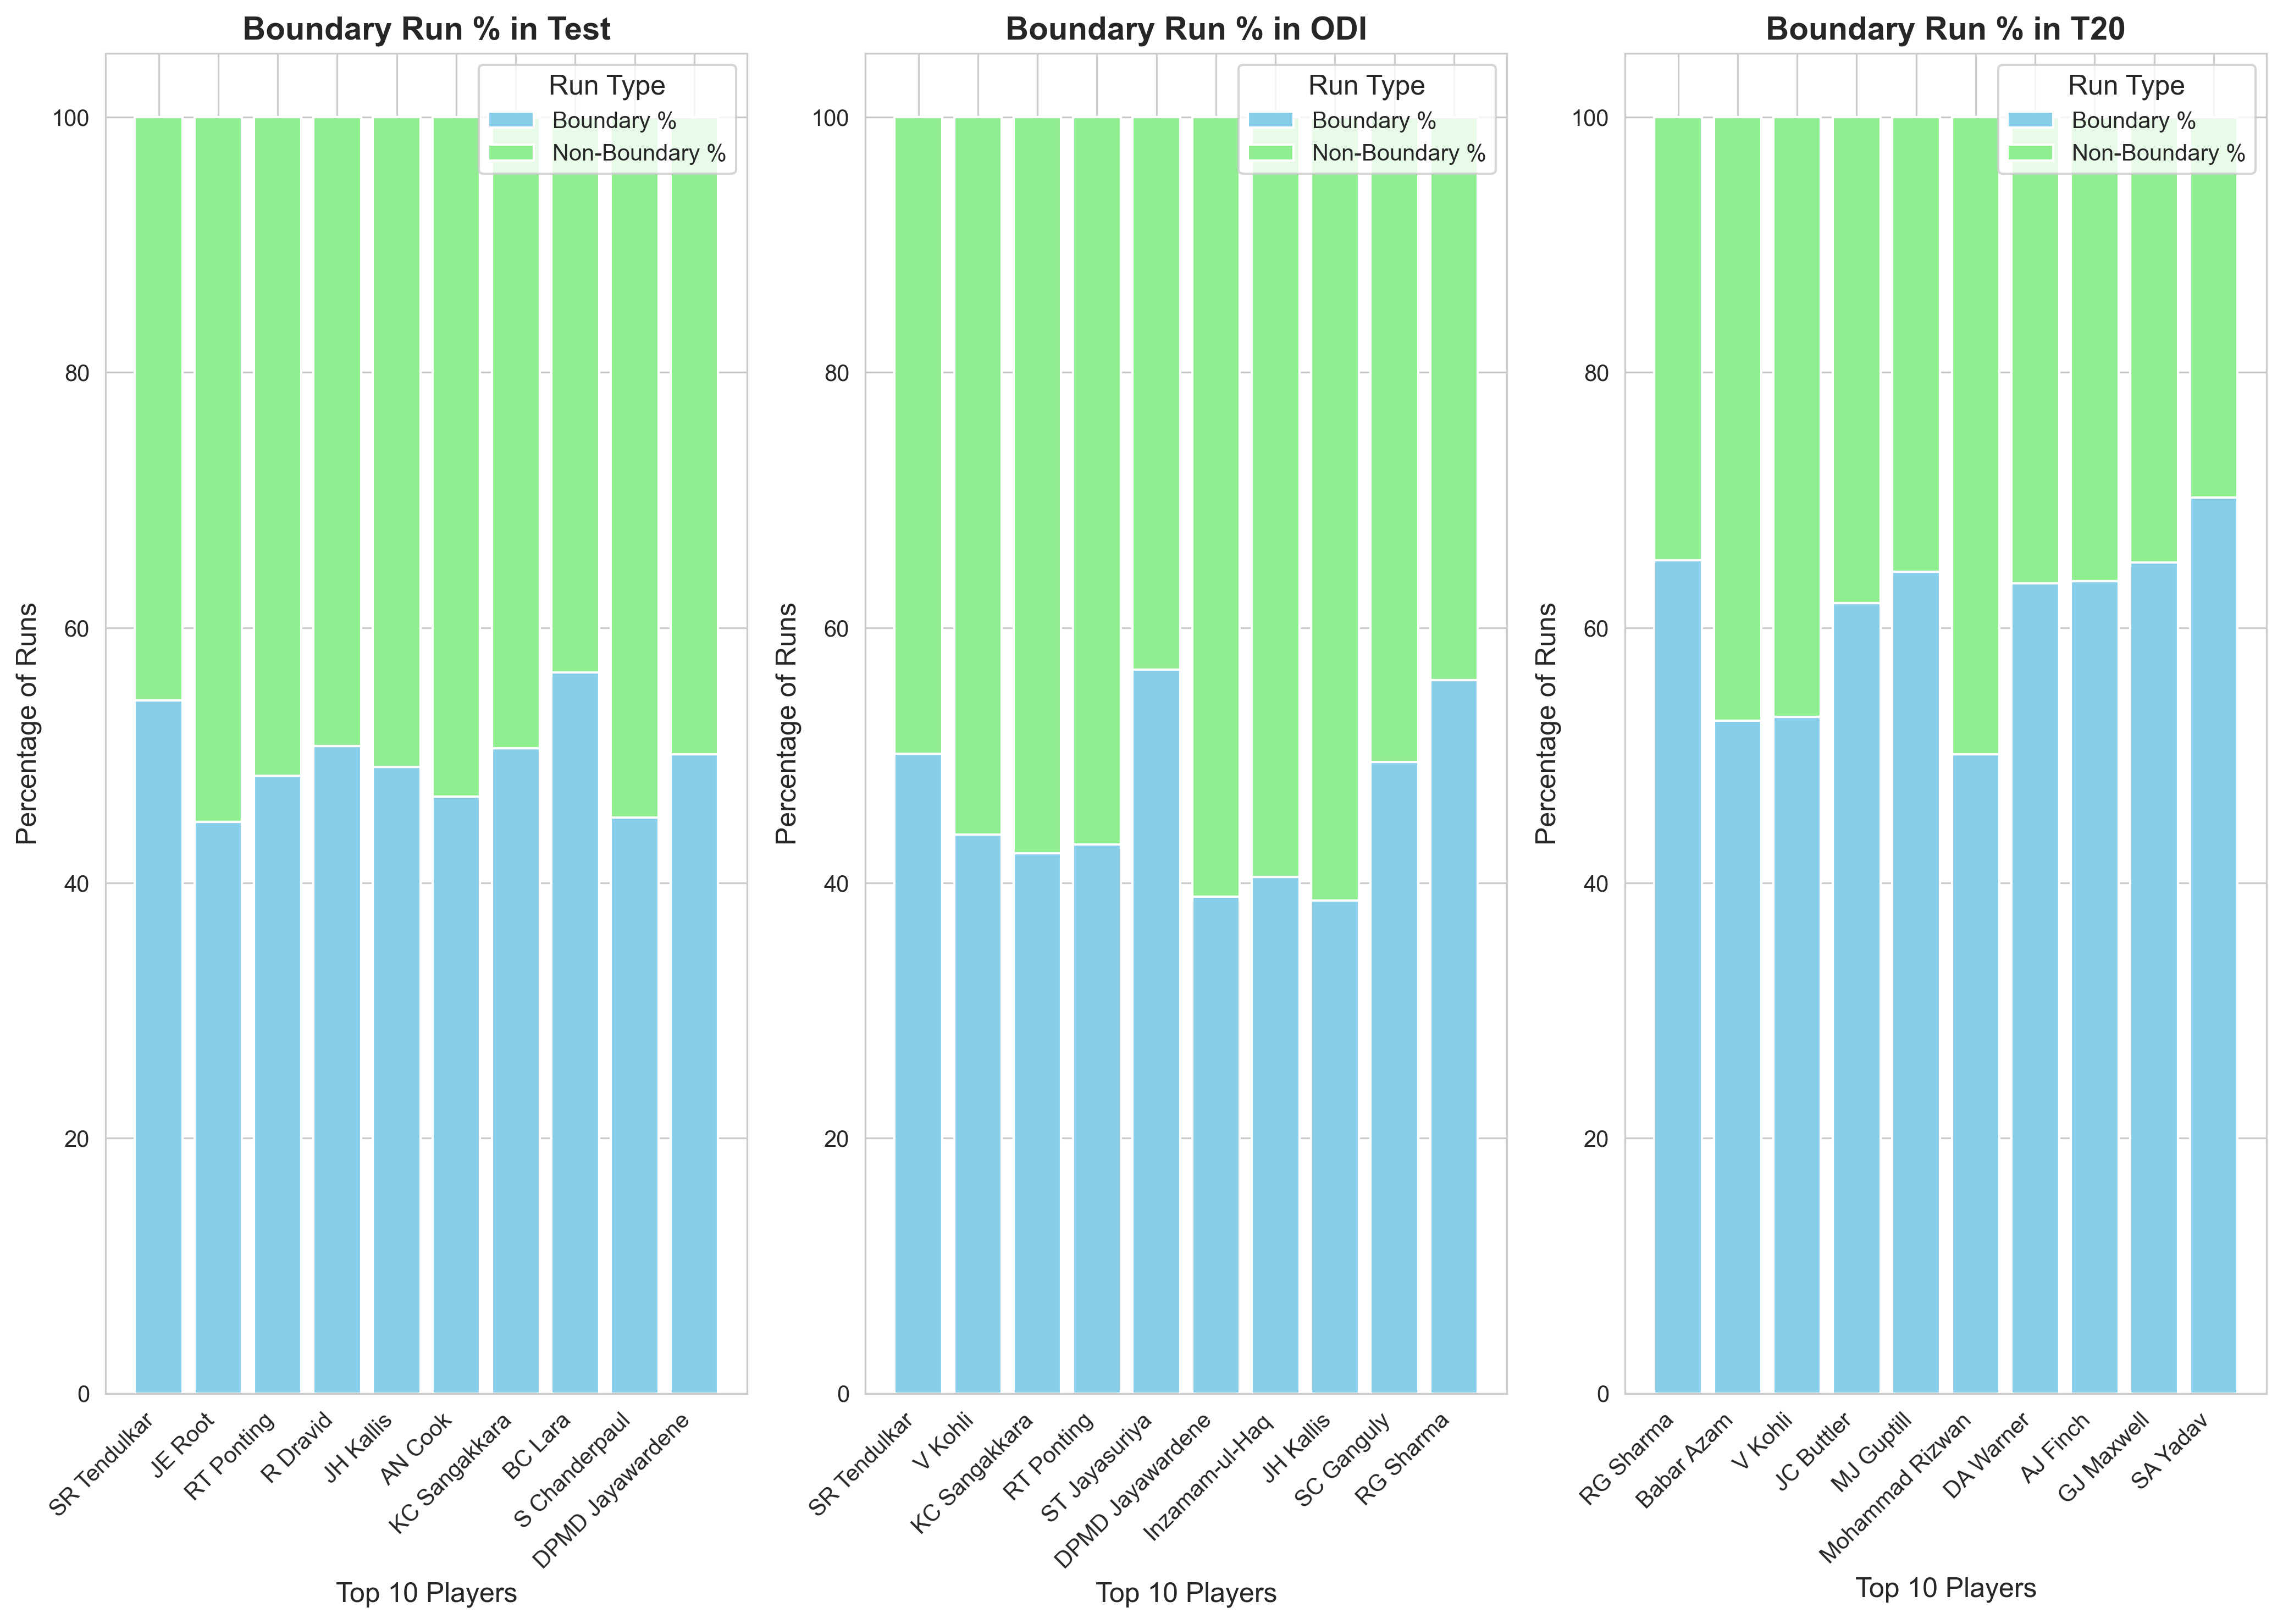 Boundary Run % in Test
Run Type
Boundary %
Non-Boundary %
100
80
60
40
20
0
Percentage of Runs
SR Tendulkar
JE Root
RT Ponting
R Dravid
JH Kallis
AN Cook
KC Sangakkara
BC Lara
S Chanderpaul
DPMD Jayawardene
Top 10 Players
Boundary Run % in ODI
Run Type
Boundary %
Non-Boundary %
100
80
60
40
20
0
Percentage of Runs
SR Tendulkar
V Kohli
KC Sangakkara
RT Ponting
ST Jayasuriya
DPMD Jayawardene
Inzamam-ul-Haq
JH Kallis
SC Ganguly
RG Sharma
Top 10 Players
Boundary Run % in T20
Run Type
Boundary %
Non-Boundary %
100
80
60
40
20
0
Percentage of Runs
RG Sharma
Babar Azam
V Kohli
JC Buttler
MJ Guptill
Mohammad Rizwan
DA Warner
AJ Finch
GJ Maxwell
SA Yadav
Top 10 Players